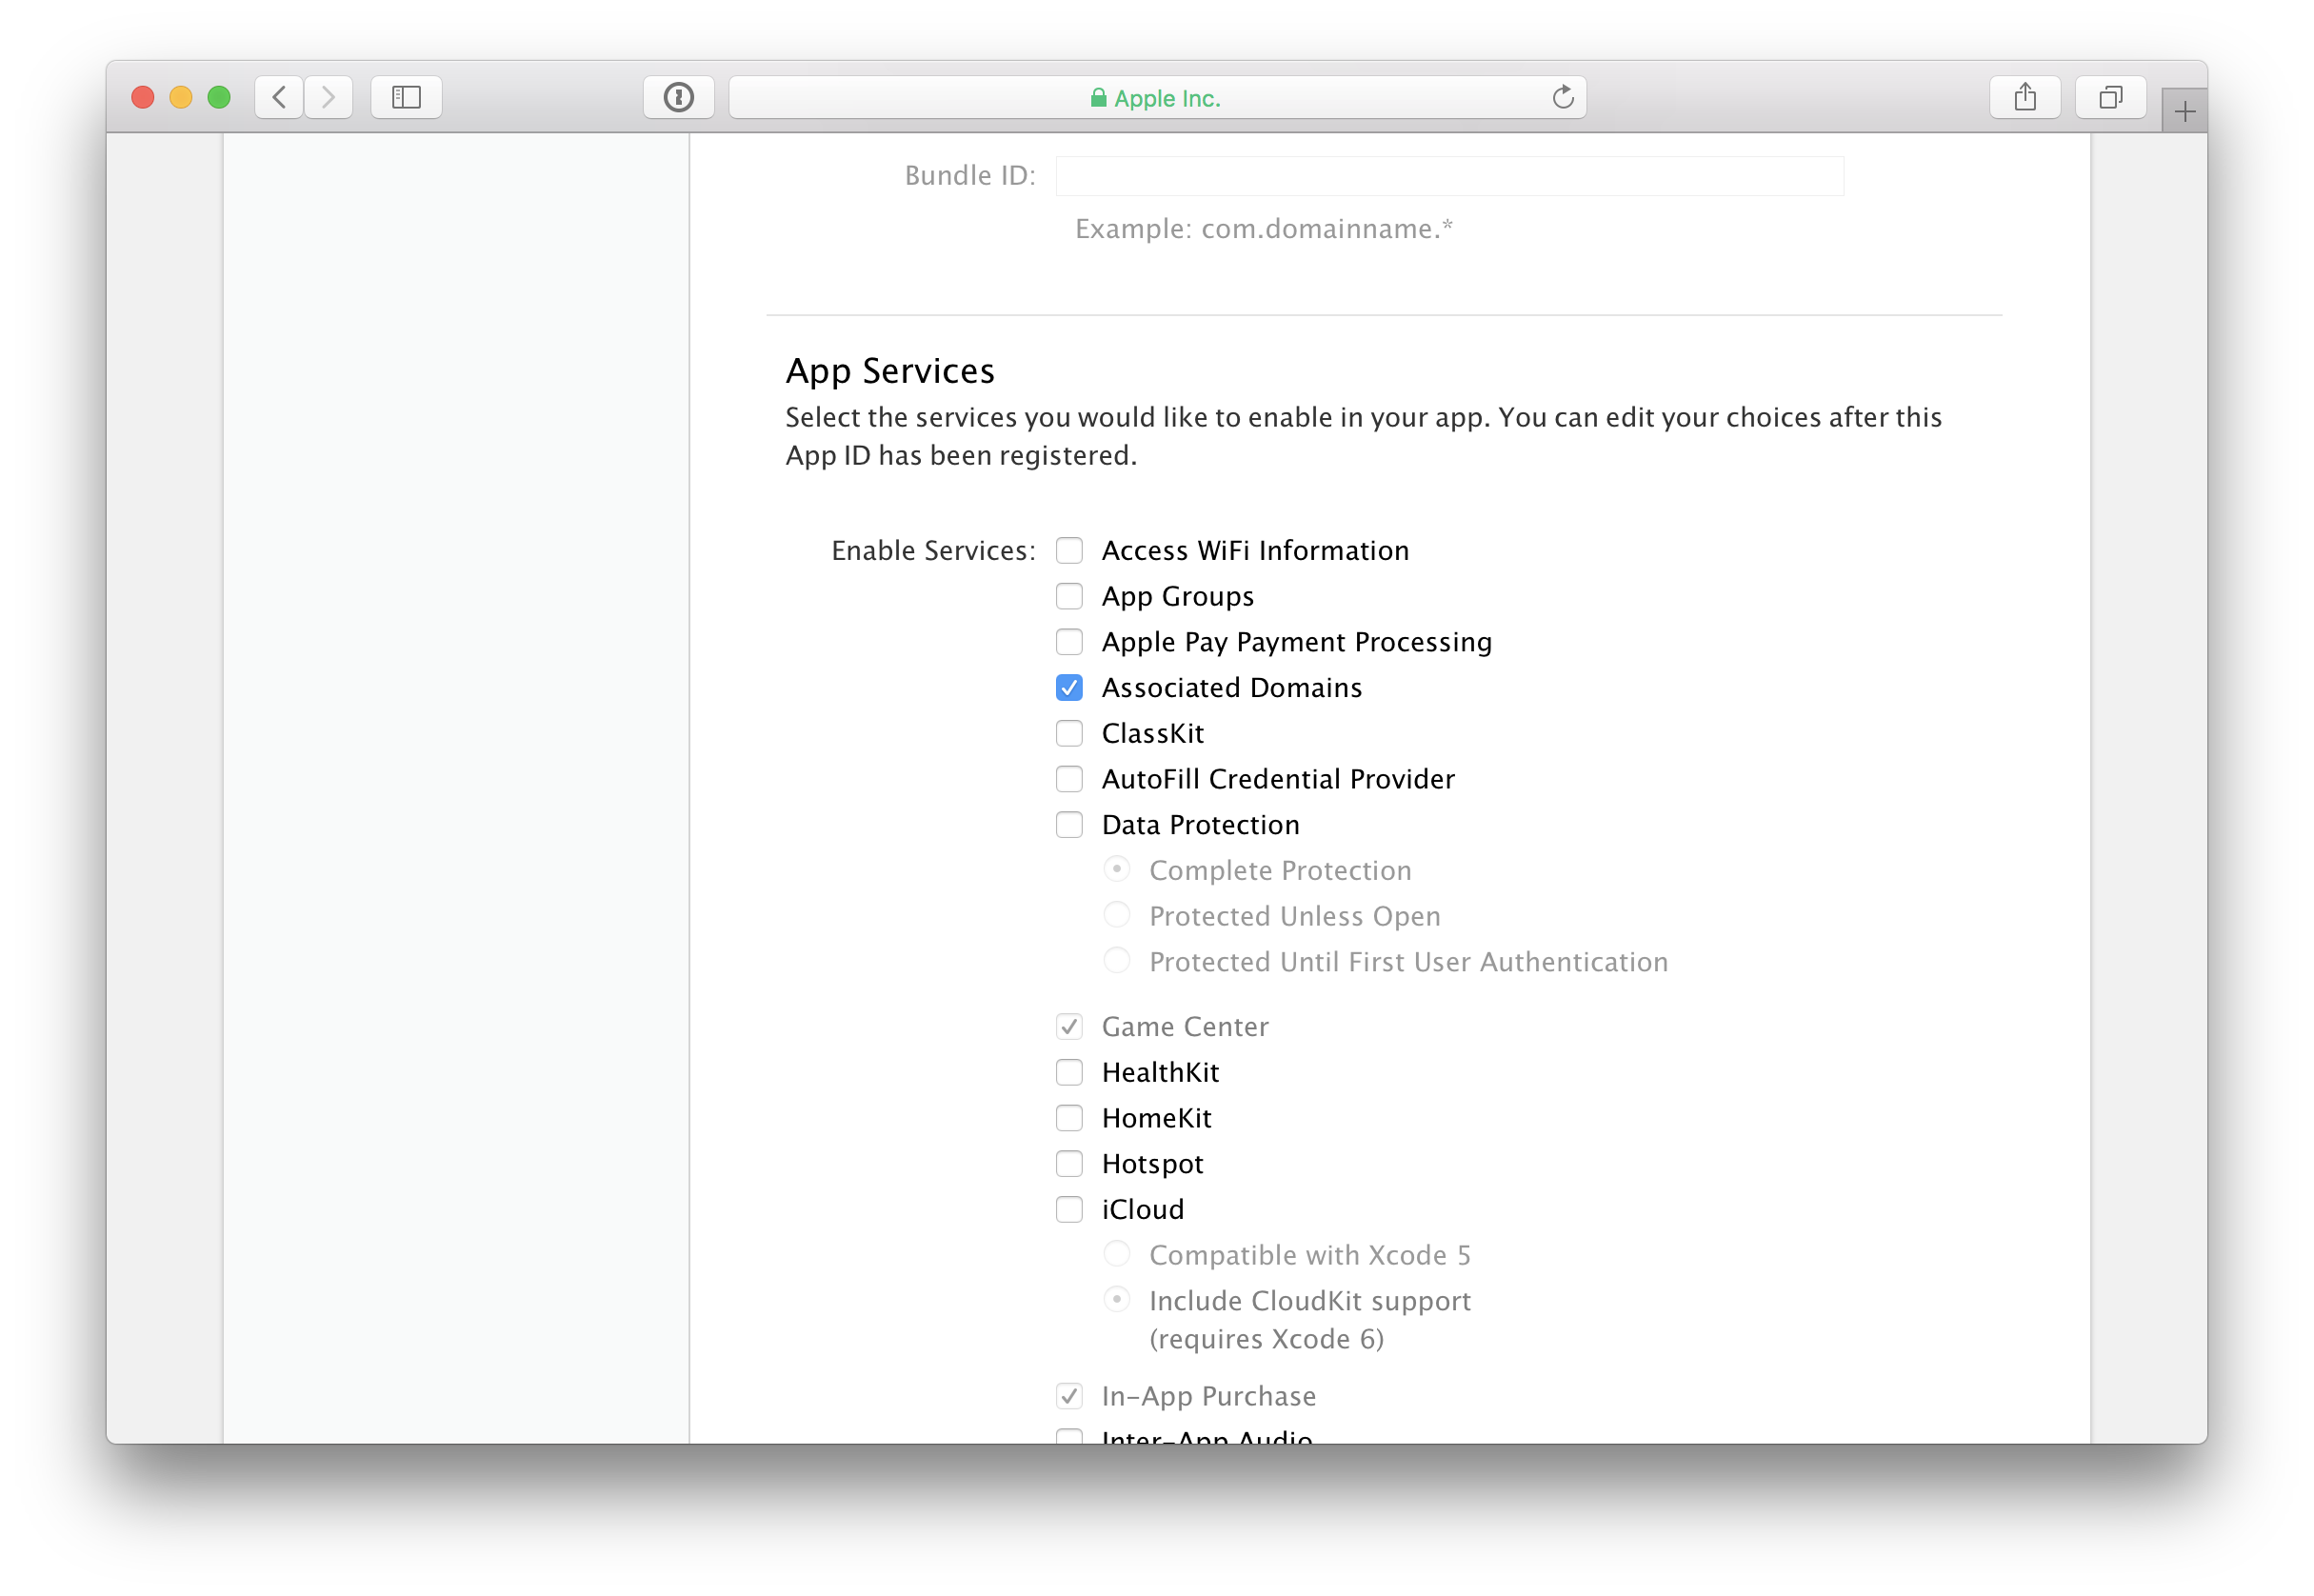 Apple Inc.
Bundle ID:
Example: com.domainname.*
App Services
Select the services you would like to enable in your app. You can edit your choices after this
App ID has been registered.
Enable Services:
Access WiFi Information
App Groups
Apple Pay Payment Processing
Associated Domains
ClassKit
AutoFill Credential Provider
Data Protection
Complete Protection
Protected Unless Open
Protected Until First User Authentication
Game Center
HealthKit
HomeKit
Hotspot
iCloud
Compatible with Xcode 5
Include CloudKit support
(requires Xcode 6)
In-App Purchase
Inter-App Audio